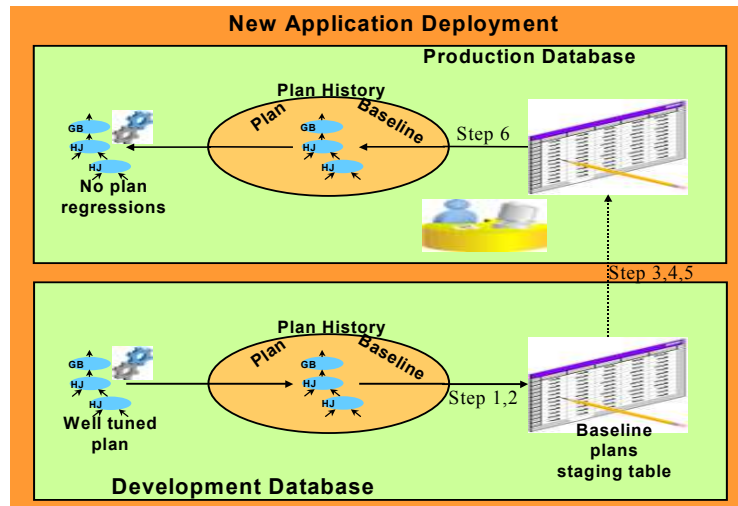 New Application Deployment
Production Database
Plan History
Plan
Baseline
GB
HJ
HJ
GB
HJ
HJ
Step 6
No plan
regressions
Step 3,4,5
Plan History
Plan
Baseline
GB
HJ
HJ
GB
HJ
HJ
Step 1,2
Well tuned
plan
Baseline
plans
staging table
Development Database